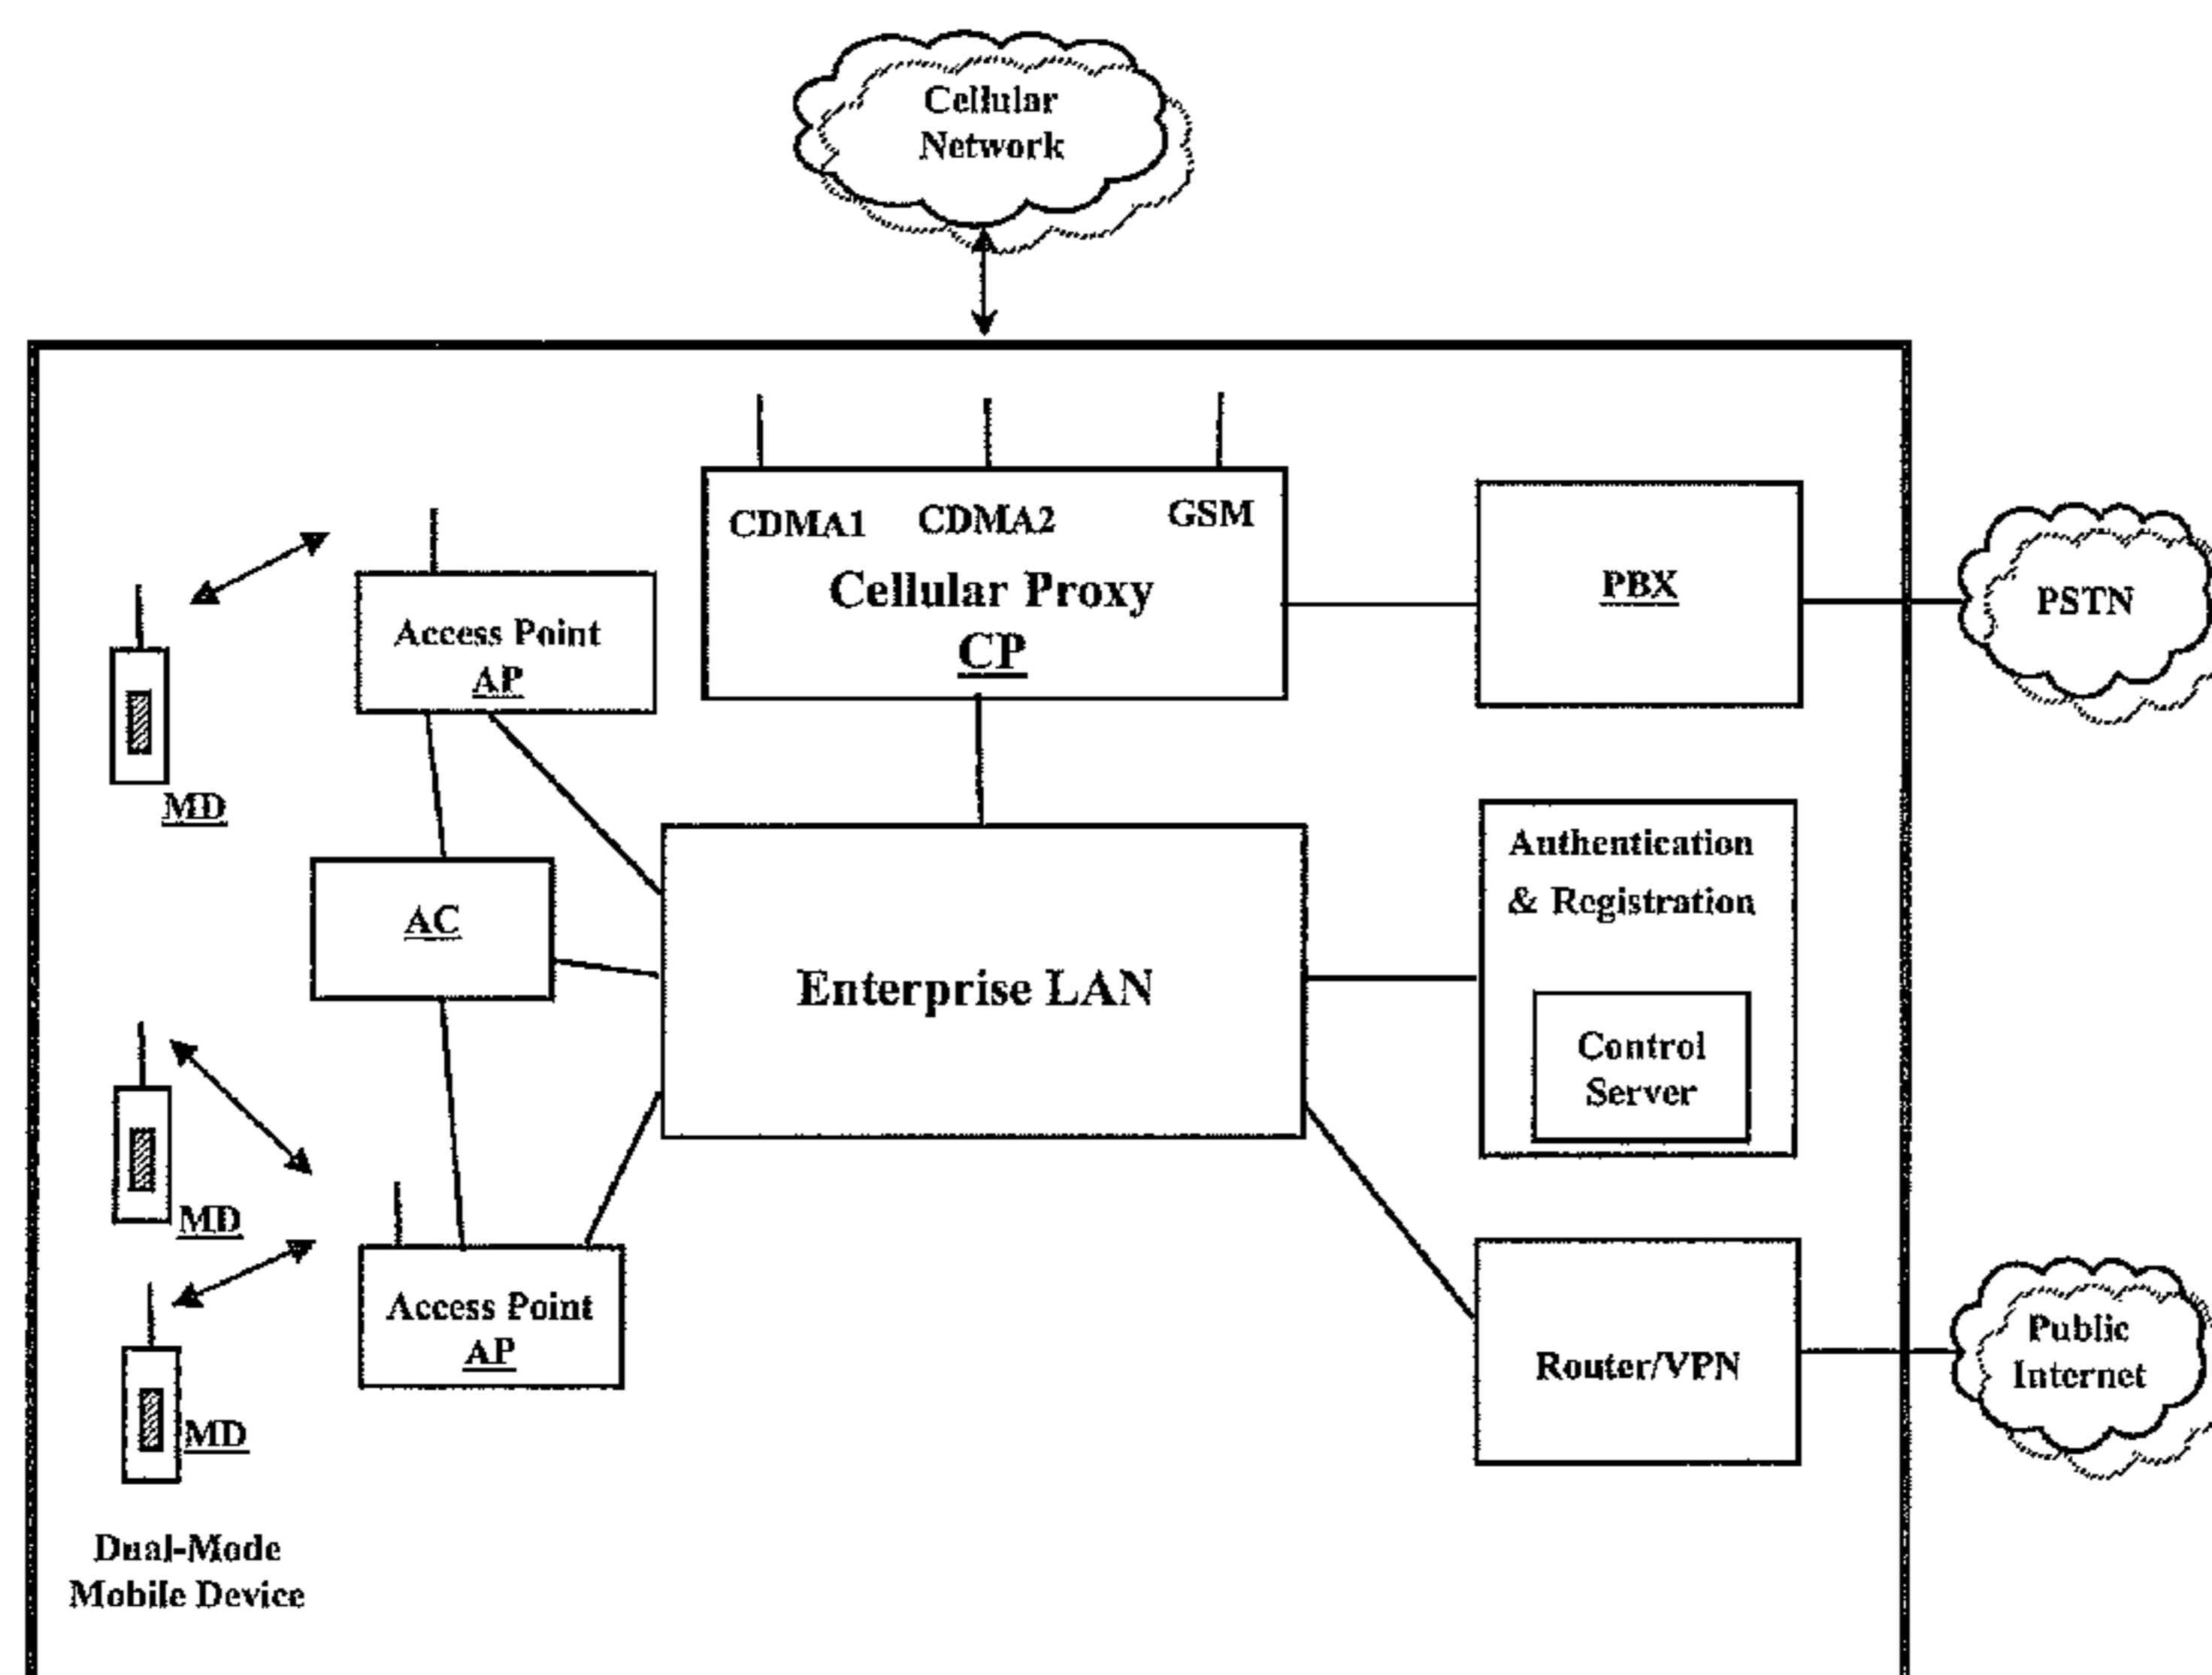 Cellular
Network
CDMA1
CDMA2
GSM
Cellular Proxy
CP
PBX
PSTN
Access Point
AP
MD
AC
Enterprise LAN
Authentication
& Registration
Control
Server
MD
Access Point
AP
MD
Router/VPN
Public
Internet
Dual-Mode
Mobile Device